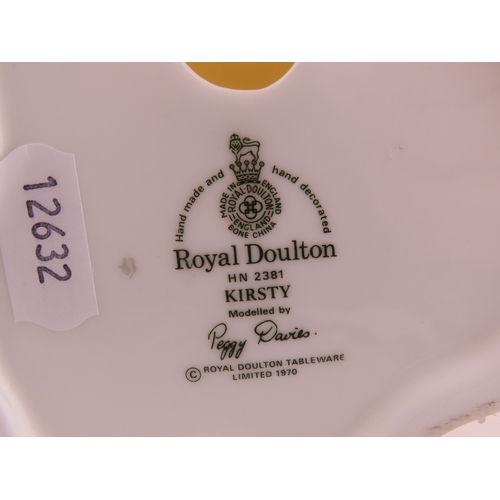 12632
Hand made and hand decorated
MADE IN ENGLAND
ROYAL·DOULTON
ENGLAND
BONE CHINA
Royal Doulton
HN 2381
KIRSTY
Modelled by
Peggy Davies.
© ROYAL DOULTON TABLEWARE
LIMITED 1970